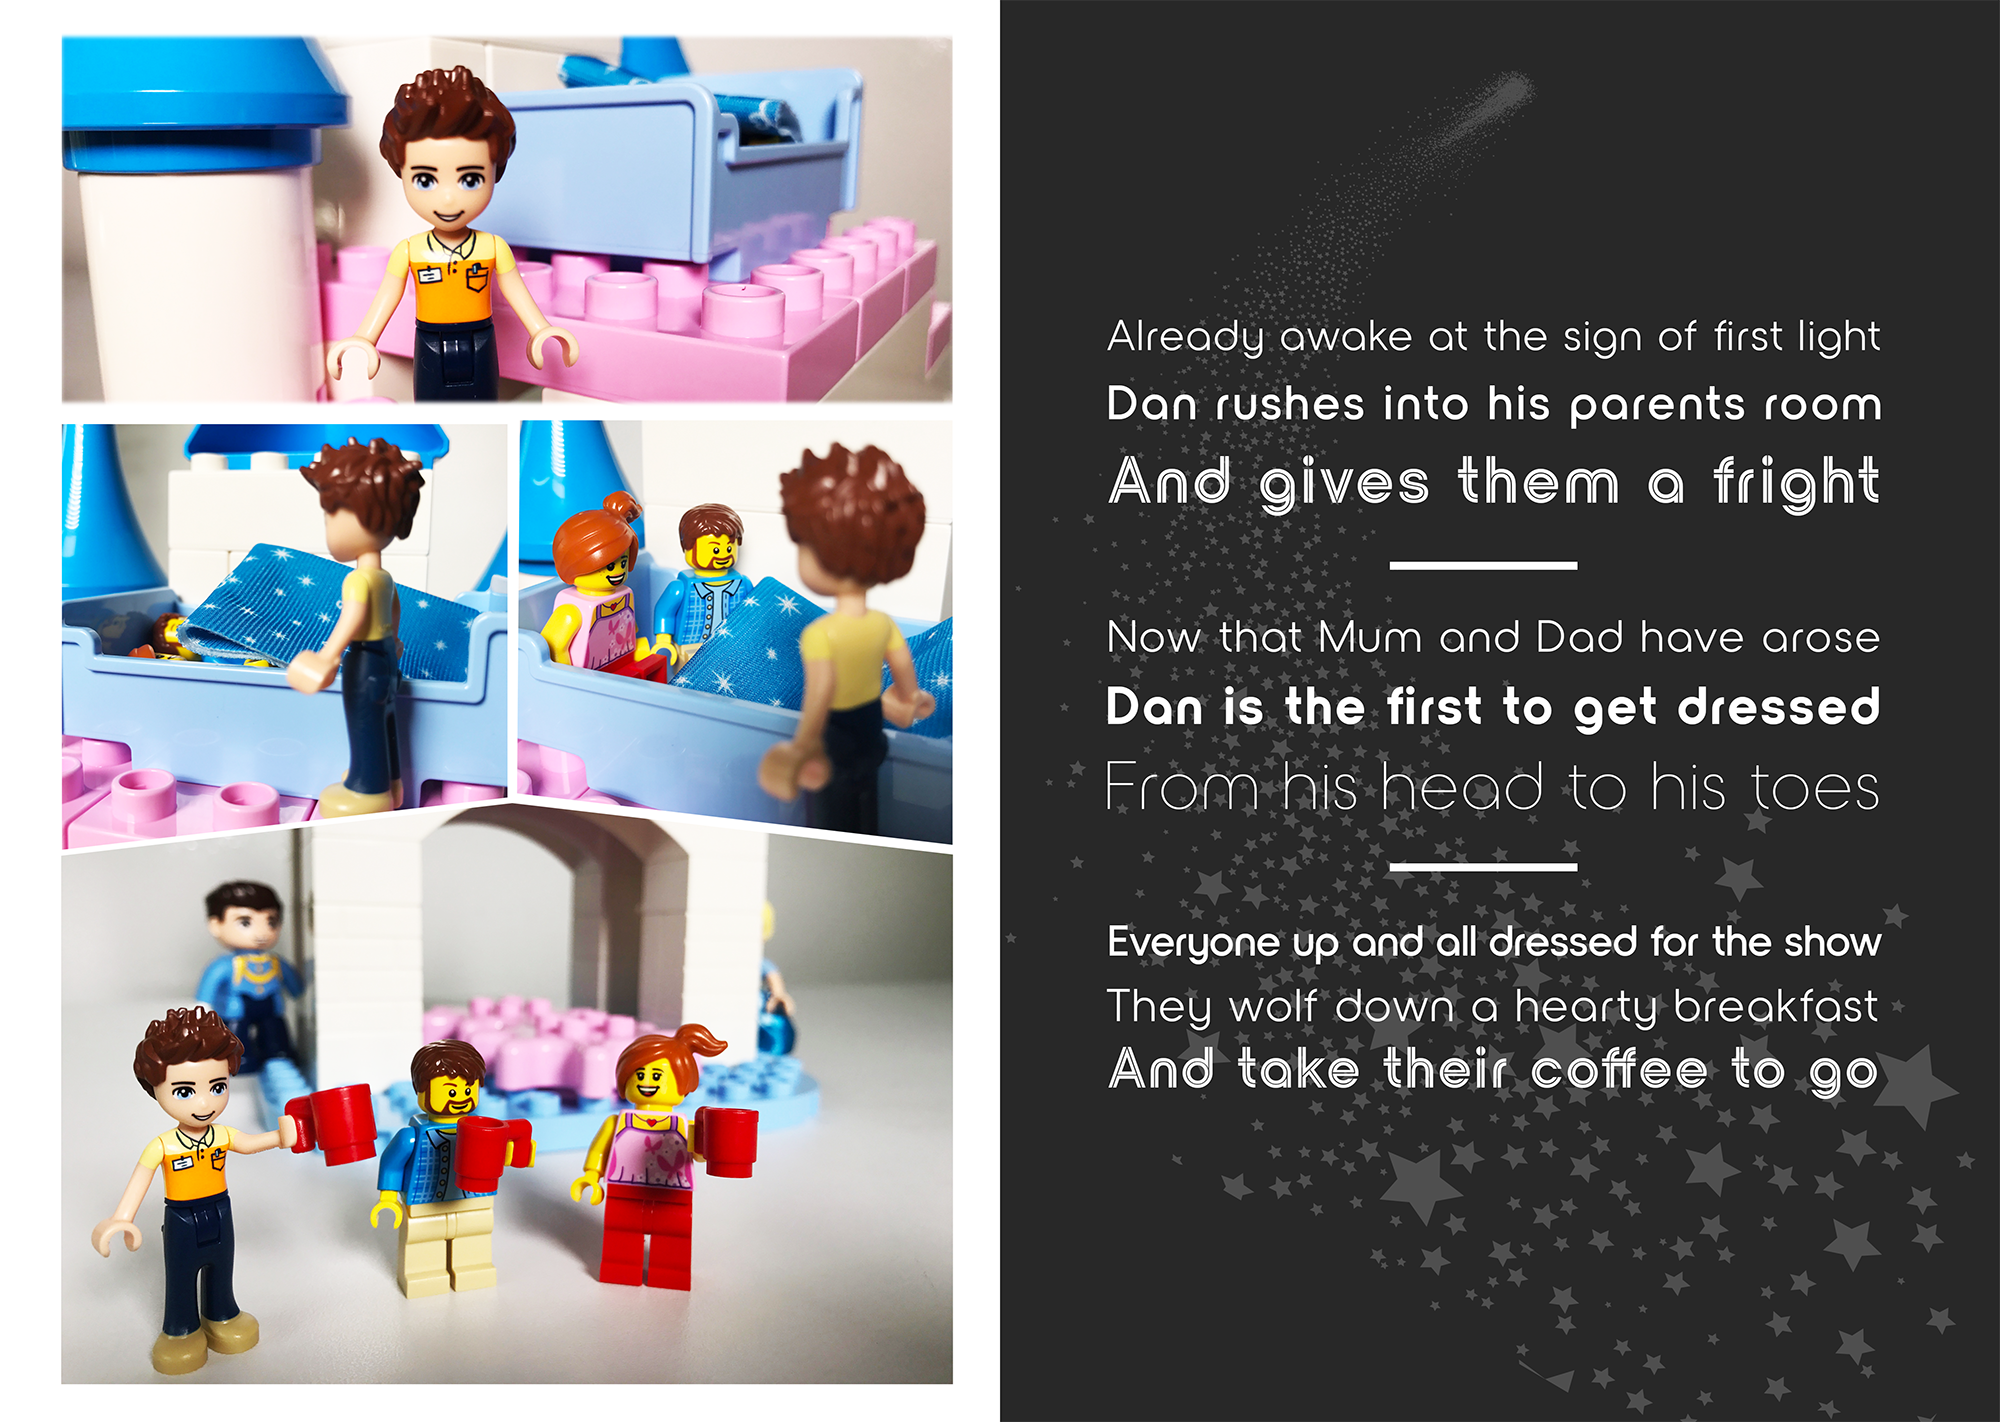 Already awake at the sign of first light
Dan rushes into his parents room
And gives them a fright
Now that Mum and Dad have arose
Dan is the first to get dressed
From his head to his toes
Everyone up and all dressed for the show
They wolf down a hearty breakfast
And take their coffee to go